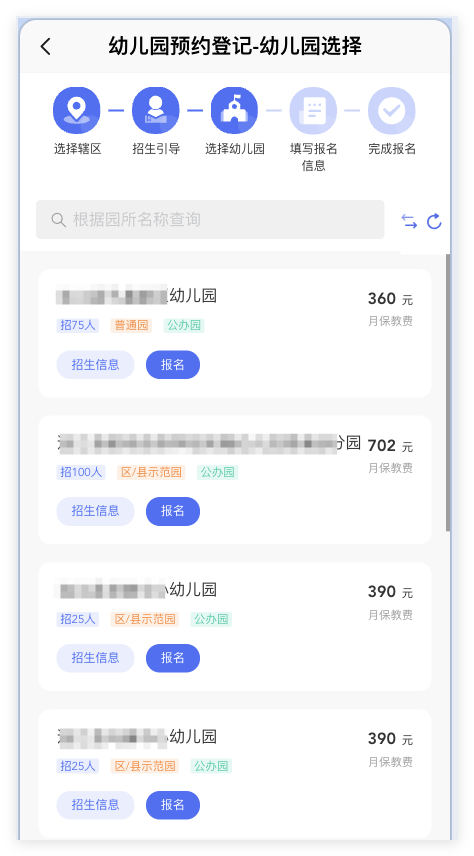 幼儿园预约登记-幼儿园选择
选择辖区
招生引导
选择幼儿园
填写报名
信息
完成报名
根据园所名称查询
幼儿园
360 元
招75人
普通园
公办园
月保教费
招生信息
报名
分园
702 元
招100人
区/县示范园
公办园
月保教费
招生信息
报名
幼儿园
390 元
招25人
区/县示范园
公办园
月保教费
招生信息
报名
幼儿园
390 元
招25人
区/县示范园
公办园
月保教费
招生信息
报名